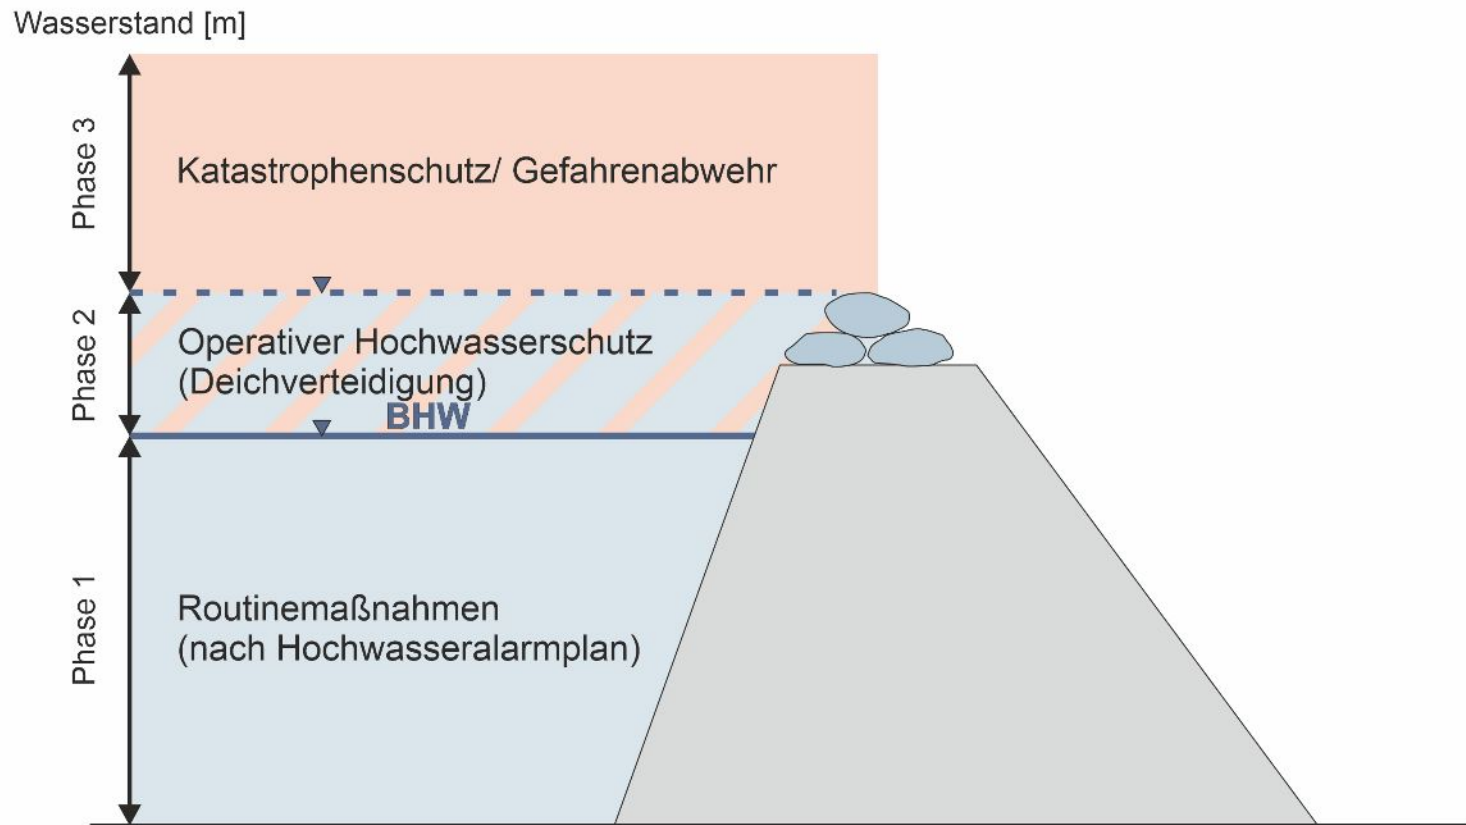 Wasserstand [m]
Phase 3
Katastrophenschutz/ Gefahrenabwehr
Phase 2
Operativer Hochwasserschutz
(Deichverteidigung)
BHW
Phase 1
Routinemaßnahmen
(nach Hochwasseralarmplan)